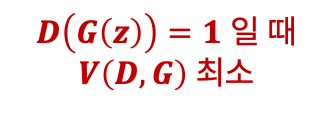 D(G(z)) = 1 일 때
V(D, G) 최소